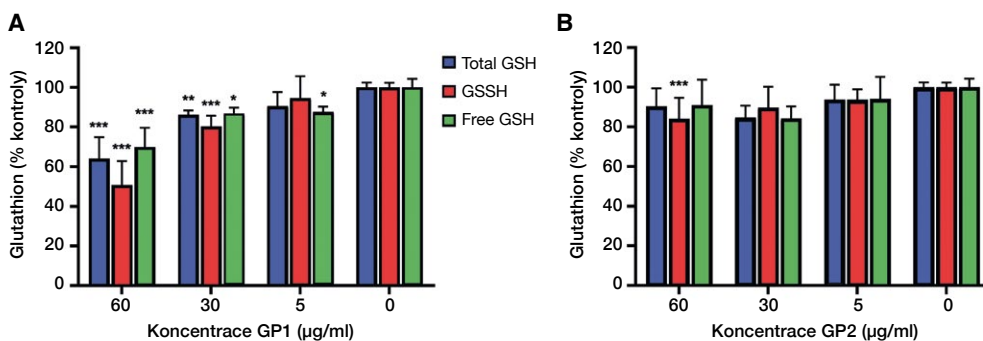 A
Glutathion (% kontroly)
120
100
80
60
40
20
0
*** *** ***
** *** *
*
60 30 5 0
Koncentrace GP1 (µg/ml)
Total GSH
GSSH
Free GSH
B
Glutathion (% kontroly)
120
100
80
60
40
20
0
***
60 30 5 0
Koncentrace GP2 (µg/ml)